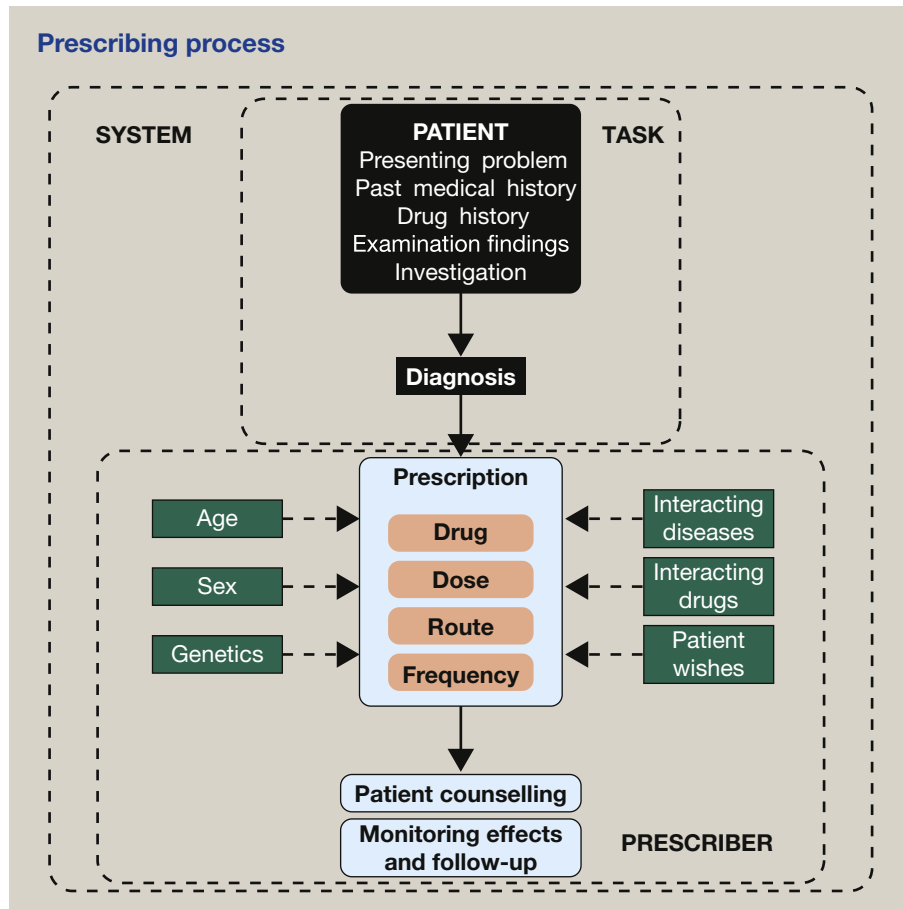 Prescribing process
SYSTEM
TASK
PATIENT
Presenting problem
Past medical history
Drug history
Examination findings
Investigation
Diagnosis
Prescription
Drug
Dose
Route
Frequency
Age
Sex
Genetics
Interacting
diseases
Interacting
drugs
Patient
wishes
Patient counselling
Monitoring effects
and follow-up
PRESCRIBER